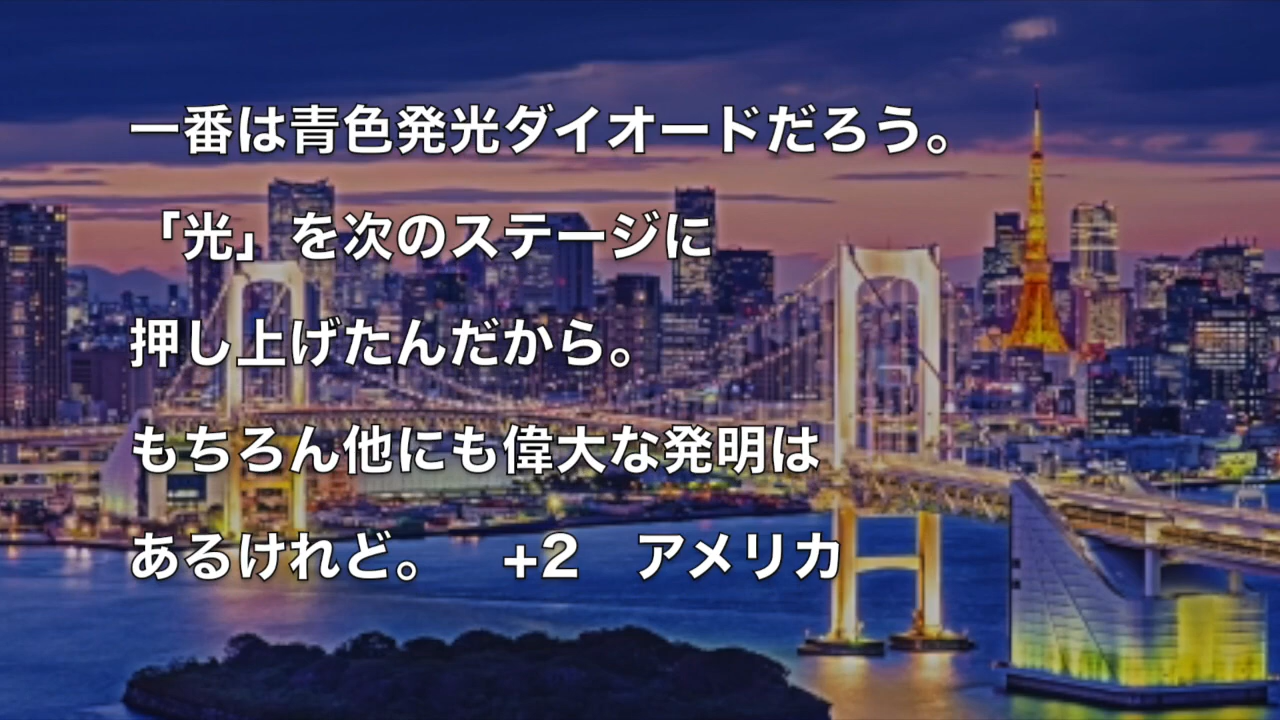 一番は青色発光ダイオードだろう。
「光」を次のステージに
押し上げたんだから。
もちろん他にも偉大な発明は
あるけれど。　+2　アメリカ